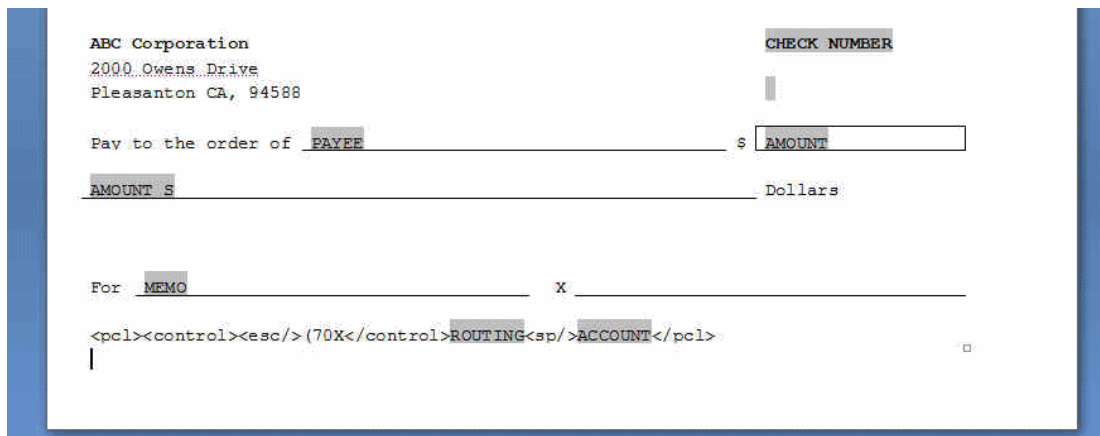 ABC Corporation CHECK NUMBER
2000 Owens Drive
Pleasanton CA, 94588
Pay to the order of PAYEE $ AMOUNT
AMOUNT S Dollars
For MEMO X
<pcl><control><esc/>(70X</control>ROUTING<sp/>ACCOUNT</pcl>